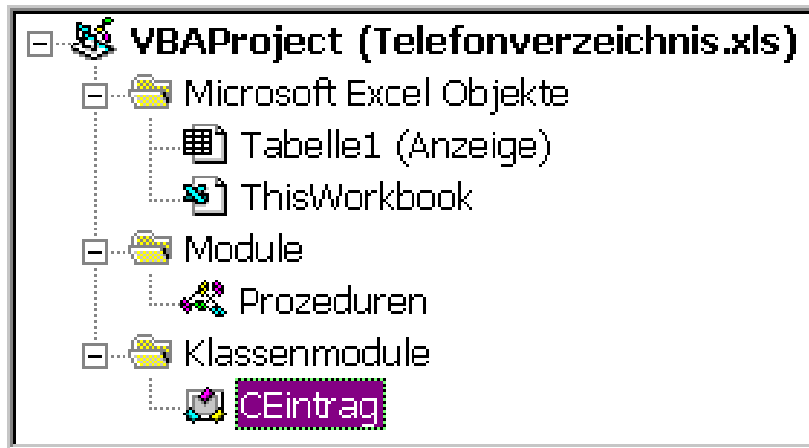 VBAProject (Telefonverzeichnis.xls)
Microsoft Excel Objekte
Tabelle1 (Anzeige)
ThisWorkbook
Module
Prozeduren
Klassenmodule
CEintrag